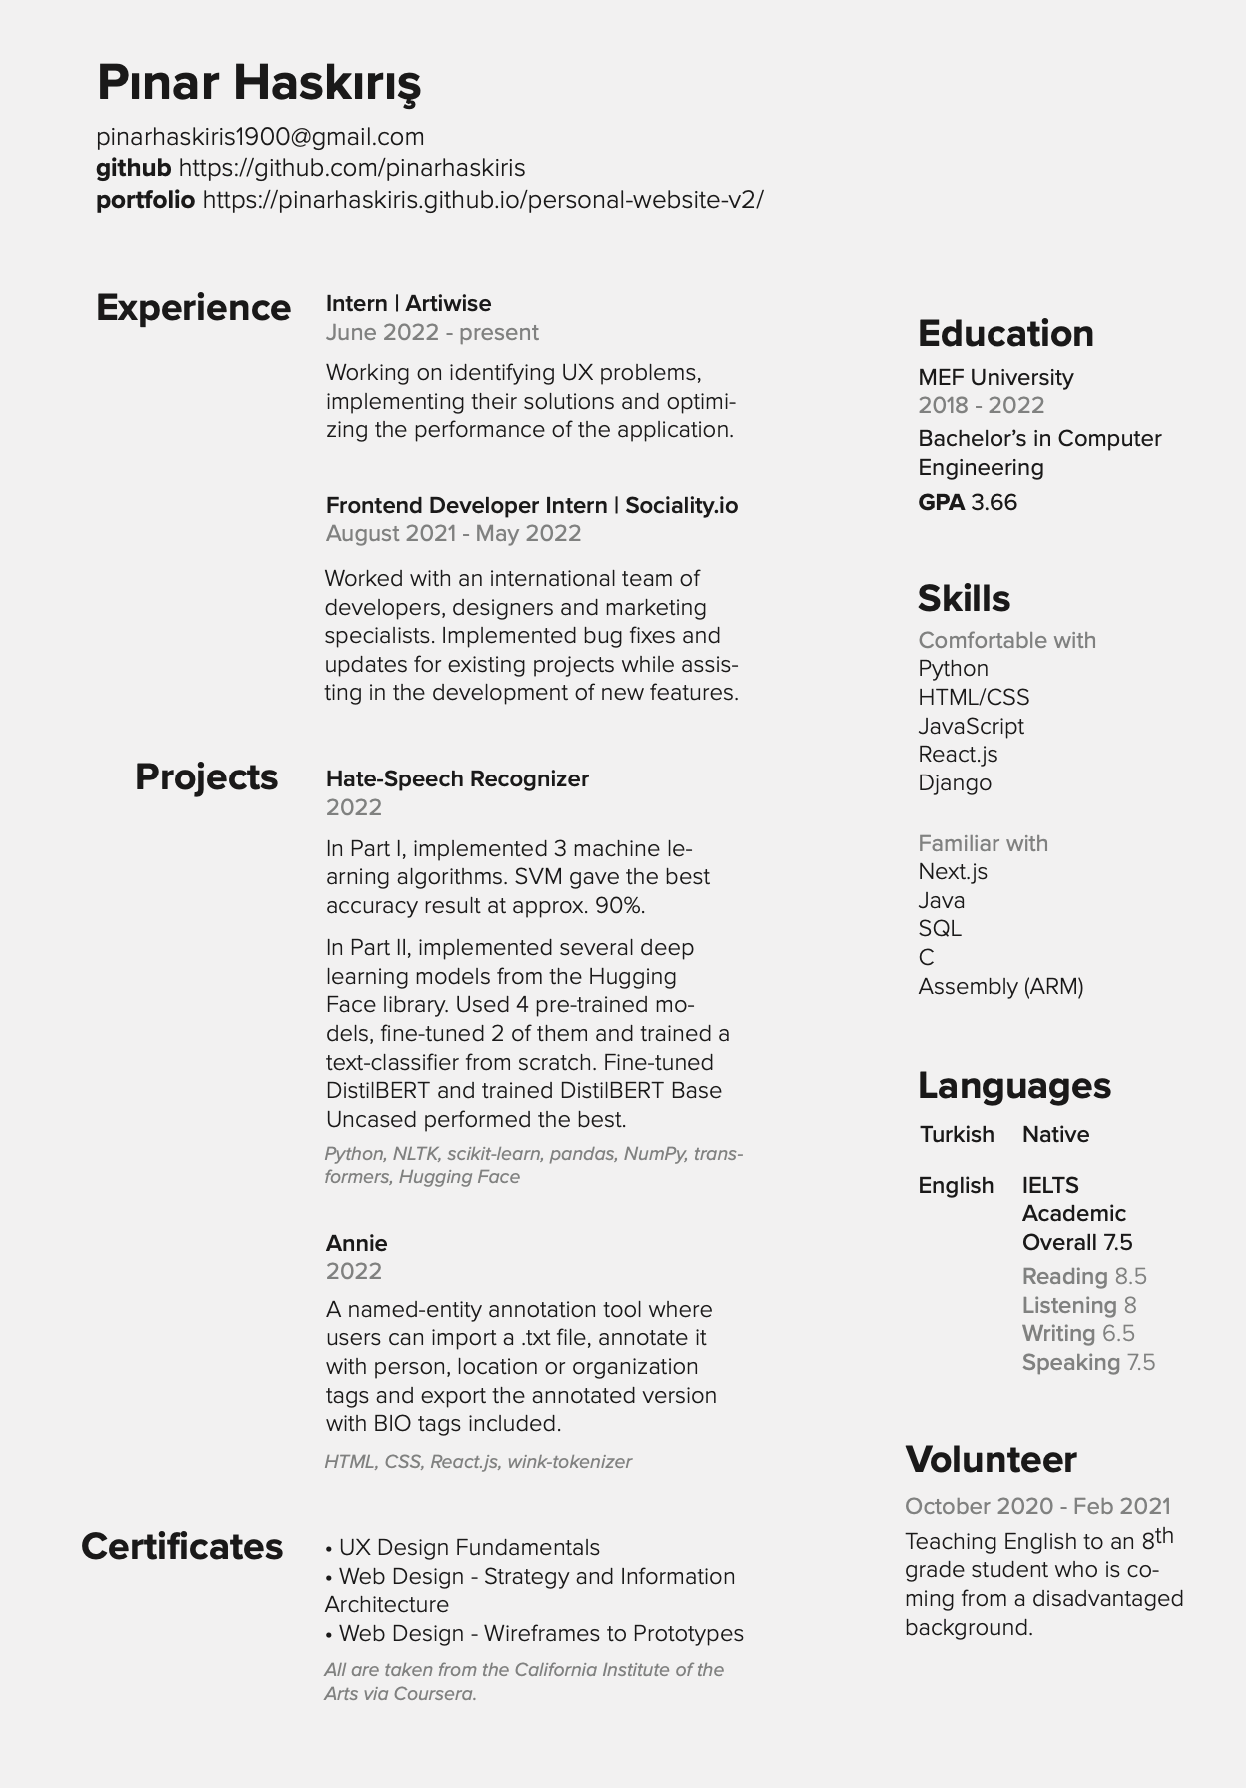 Pınar Haskırış
pinarhaskiris1900@gmail.com
github https://github.com/pinarhaskiris
portfolio https://pinarhaskiris.github.io/personal-website-v2/
Experience
Intern | Artiwise
June 2022 - present
Working on identifying UX problems,
implementing their solutions and optimi-
zing the performance of the application.
Frontend Developer Intern | Sociality.io
August 2021 - May 2022
Worked with an international team of
developers, designers and marketing
specialists. Implemented bug fixes and
updates for existing projects while assis-
ting in the development of new features.
Projects
Hate-Speech Recognizer
2022
In Part I, implemented 3 machine le-
arning algorithms. SVM gave the best
accuracy result at approx. 90%.
In Part II, implemented several deep
learning models from the Hugging
Face library. Used 4 pre-trained mo-
dels, fine-tuned 2 of them and trained a
text-classifier from scratch. Fine-tuned
DistilBERT and trained DistilBERT Base
Uncased performed the best.
Python, NLTK, scikit-learn, pandas, NumPy, trans-
formers, Hugging Face
Annie
2022
A named-entity annotation tool where
users can import a .txt file, annotate it
with person, location or organization
tags and export the annotated version
with BIO tags included.
HTML, CSS, React.js, wink-tokenizer
Certificates
• UX Design Fundamentals
• Web Design - Strategy and Information
Architecture
• Web Design - Wireframes to Prototypes
All are taken from the California Institute of the
Arts via Coursera.
Education
MEF University
2018 - 2022
Bachelor’s in Computer
Engineering
GPA 3.66
Skills
Comfortable with
Python
HTML/CSS
JavaScript
React.js
Django
Familiar with
Next.js
Java
SQL
C
Assembly (ARM)
Languages
Turkish Native
English IELTS
Academic
Overall 7.5
Reading 8.5
Listening 8
Writing 6.5
Speaking 7.5
Volunteer
October 2020 - Feb 2021
Teaching English to an 8th
grade student who is co-
ming from a disadvantaged
background.